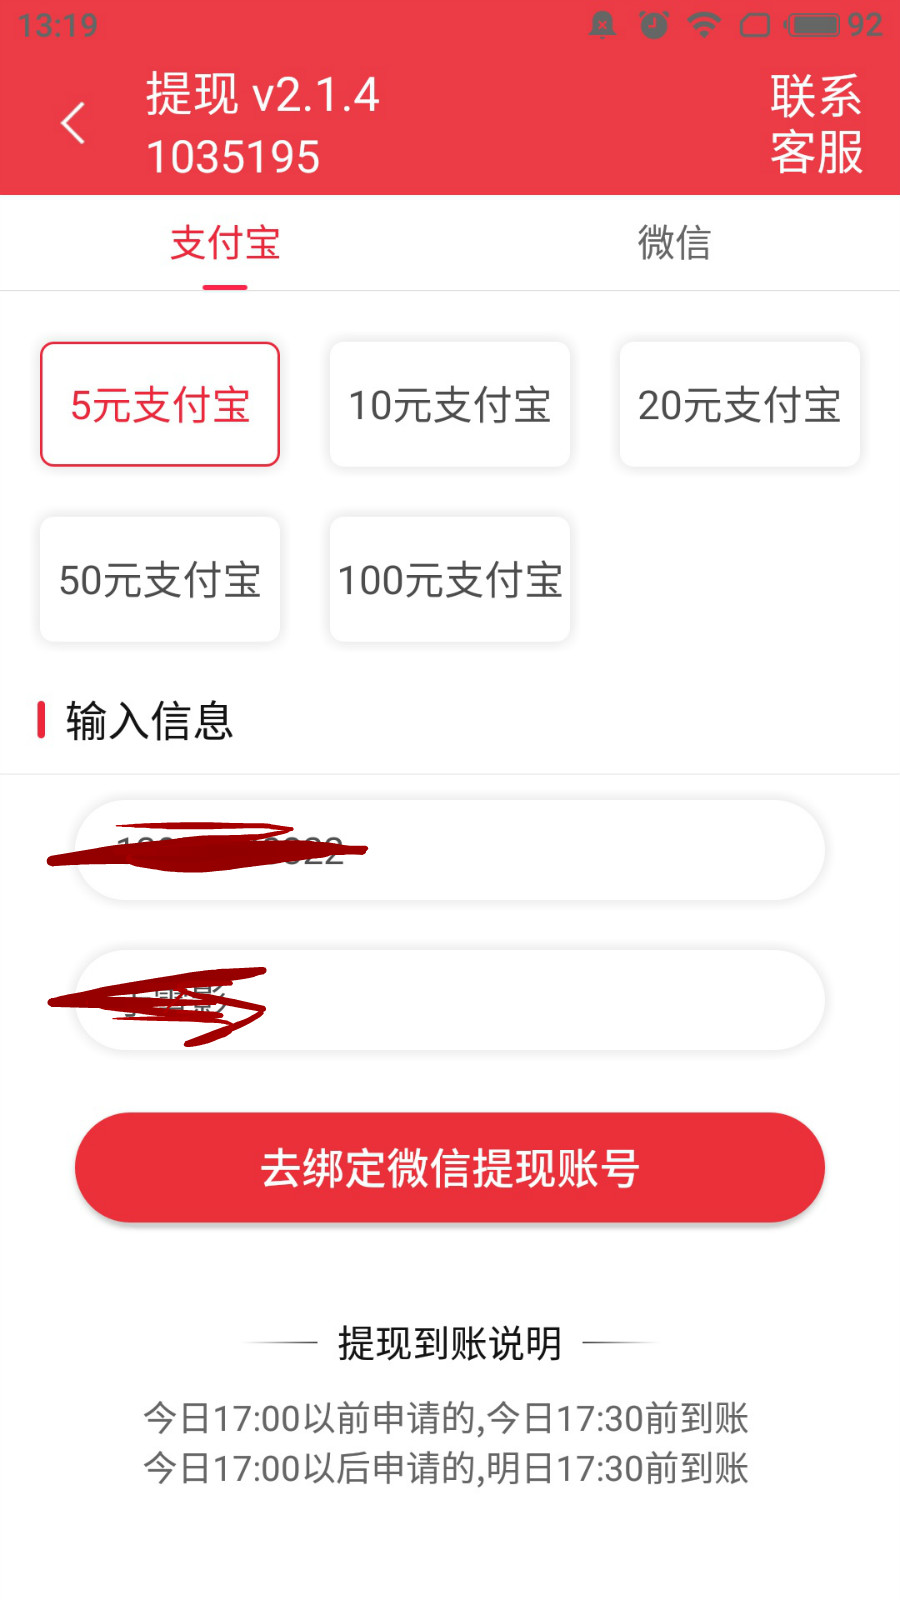 13:19
92
提现 v2.1.4
1035195
联系
客服
支付宝
微信
5元支付宝
10元支付宝
20元支付宝
50元支付宝
100元支付宝
输入信息
去绑定微信提现账号
提现到账说明
今日17:00以前申请的,今日17:30前到账
今日17:00以后申请的,明日17:30前到账